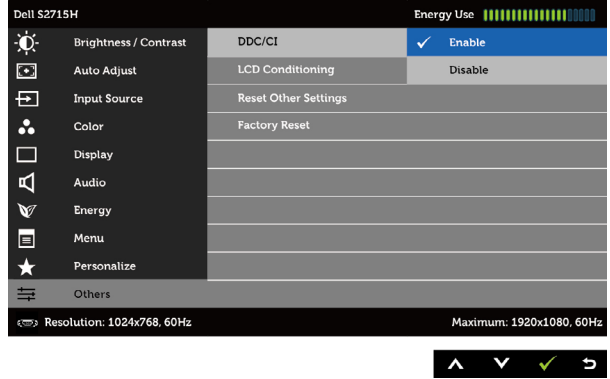 Dell S2715H Energy Use
Brightness / Contrast DDC/CI ✓ Enable
Auto Adjust LCD Conditioning Disable
Input Source Reset Other Settings
Color Factory Reset
Display
Audio
Energy
Menu
Personalize
Others
Resolution: 1024x768, 60Hz Maximum: 1920x1080, 60Hz